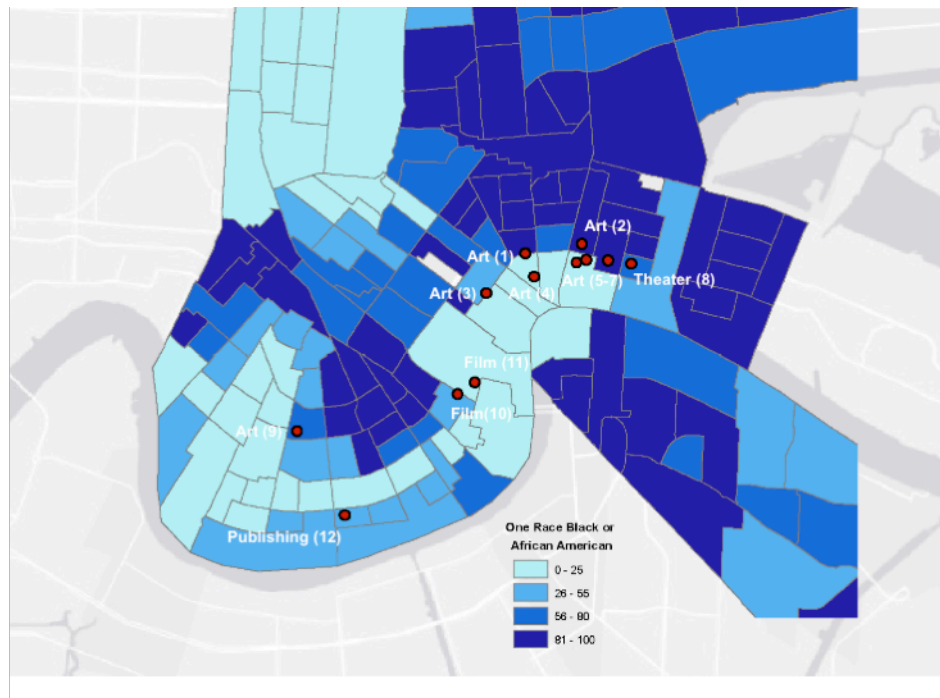 Art (2)
Art (1)
Art (5-7)
Theater (8)
Art (3)
Art (4)
Film (11)
Film(10)
Art (9)
Publishing (12)
One Race Black or
African American
0 - 25
26 - 55
56 - 80
81 - 100